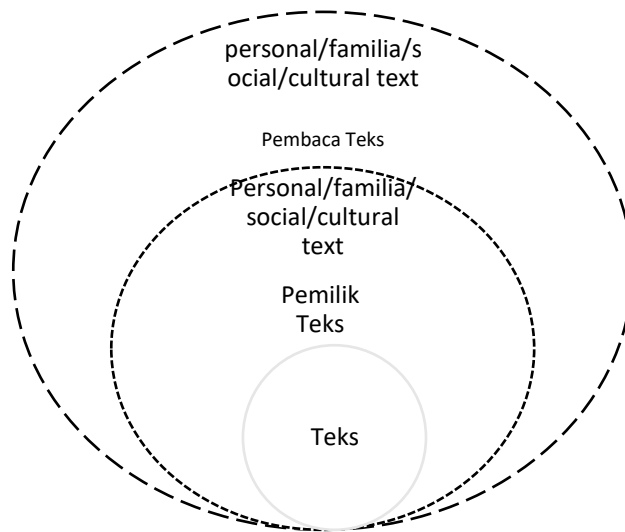 personal/familia/s
ocial/cultural text
Pembaca Teks
Personal/familia/
social/cultural
text
Pemilik
Teks
Teks